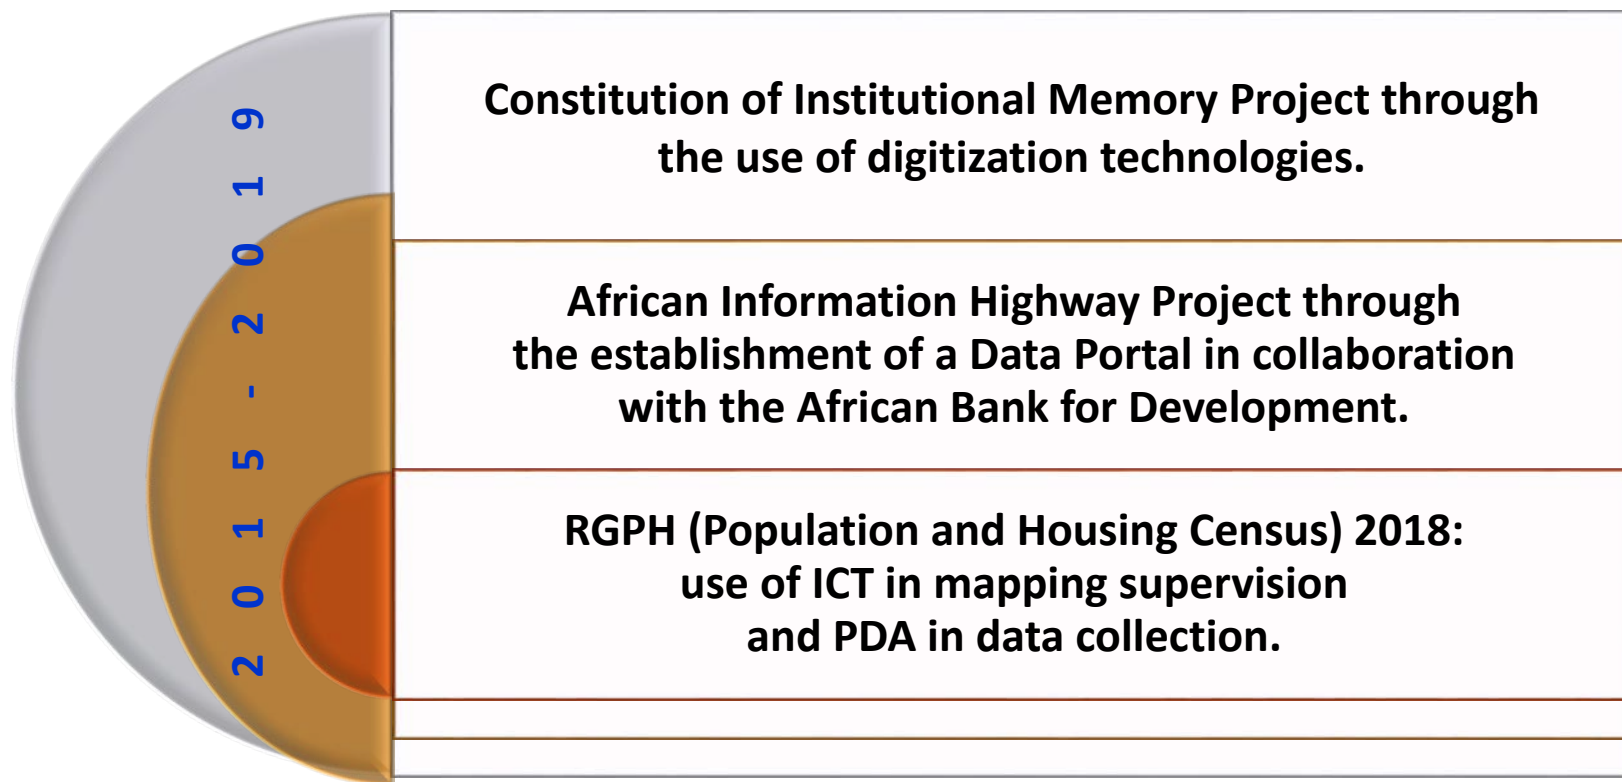 2015-2019
Constitution of Institutional Memory Project through
the use of digitization technologies.
African Information Highway Project through
the establishment of a Data Portal in collaboration
with the African Bank for Development.
RGPH (Population and Housing Census) 2018:
use of ICT in mapping supervision
and PDA in data collection.